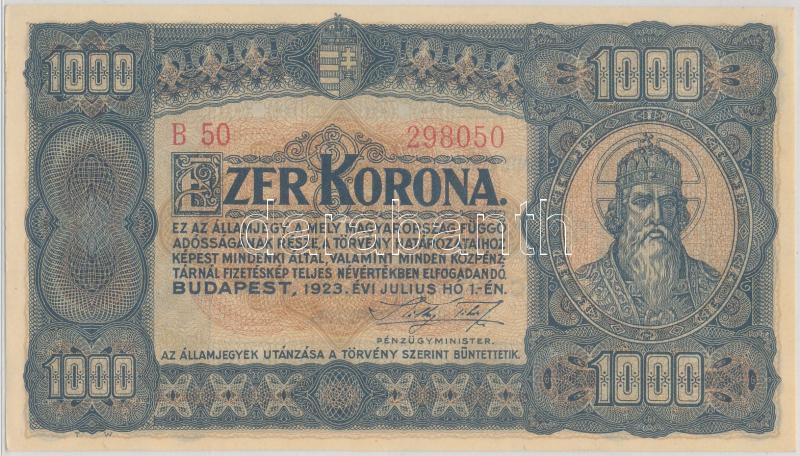 1000
1000
B 50 298050
EZER KORONA.
EZ AZ ÁLLAMJEGY, AMELY MAGYARORSZÁG FÜGGŐ
ADÓSSÁGÁNAK RÉSZE, A TÖRVÉNY HATÁROZATAIHOZ
KÉPEST MINDENKI ÁLTAL, VALAMINT MINDEN KÖZPÉNZ-
TÁRNÁL FIZETÉSKÉP TELJES NÉVÉRTÉKBEN ELFOGADANDÓ.
BUDAPEST, 1923. ÉVI JULIUS HÓ 1.-ÉN.
PÉNZÜGYMINISTER.
AZ ÁLLAMJEGYEK UTÁNZÁSA A TÖRVÉNY SZERINT BÜNTETTETIK.
1000
1000
darabanth